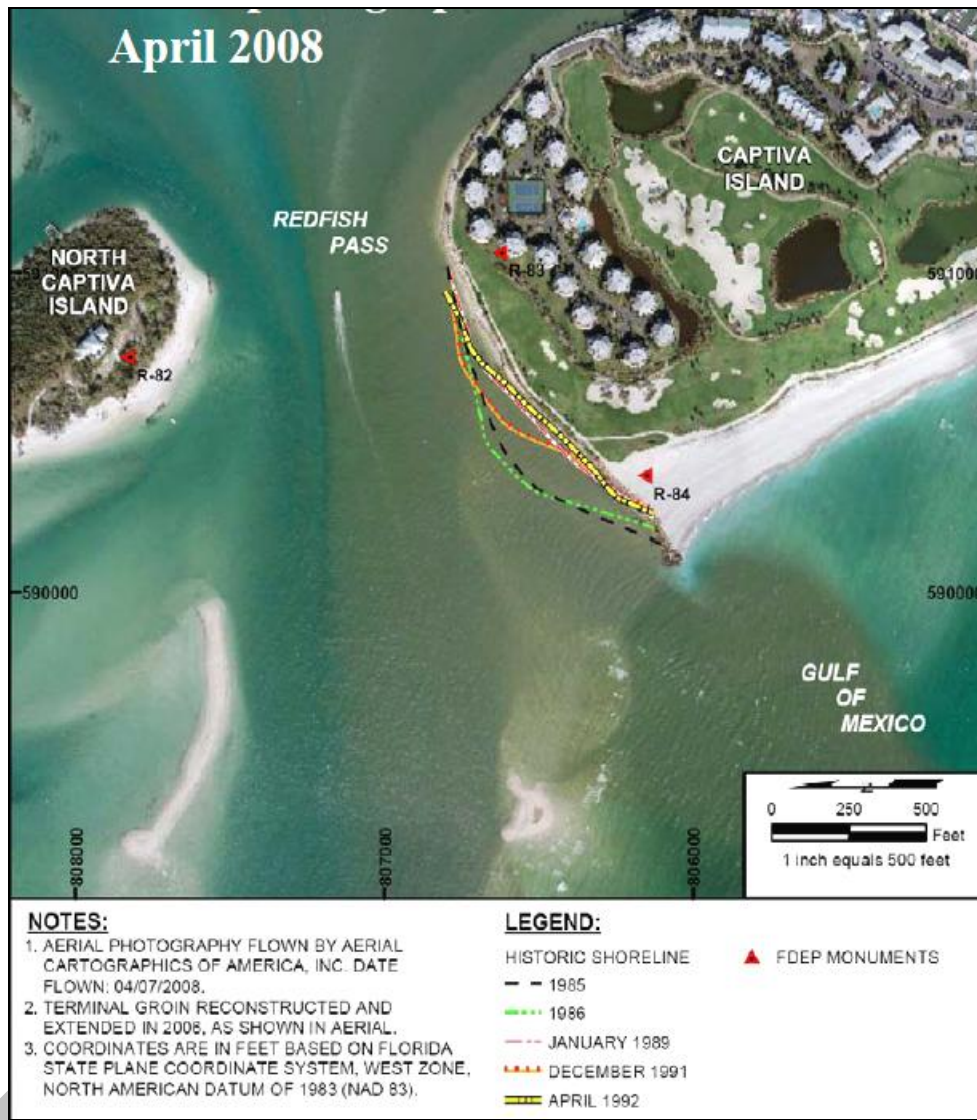 April 2008
CAPTIVA
ISLAND
REDFISH
PASS
NORTH
CAPTIVA
ISLAND
R-83
591000
R-82
R-84
590000
590000
GULF
OF
MEXICO
808000
807000
806000
0 250 500
Feet
1 inch equals 500 feet
NOTES:
1. AERIAL PHOTOGRAPHY FLOWN BY AERIAL
CARTOGRAPHICS OF AMERICA, INC. DATE
FLOWN: 04/07/2008.
2. TERMINAL GROIN RECONSTRUCTED AND
EXTENDED IN 2006, AS SHOWN IN AERIAL.
3. COORDINATES ARE IN FEET BASED ON FLORIDA
STATE PLANE COORDINATE SYSTEM, WEST ZONE,
NORTH AMERICAN DATUM OF 1983 (NAD 83).
LEGEND:
HISTORIC SHORELINE
1985
1986
JANUARY 1989
DECEMBER 1991
APRIL 1992
FDEP MONUMENTS